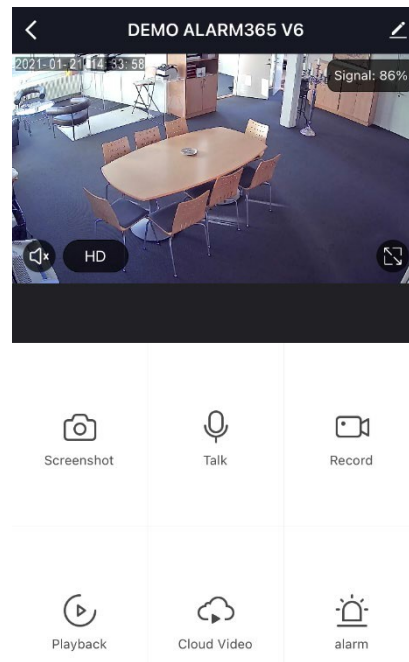 DEMO ALARM365 V6
2021-01-21 14:33:58
Signal: 86%
HD
Screenshot
Talk
Record
Playback
Cloud Video
alarm